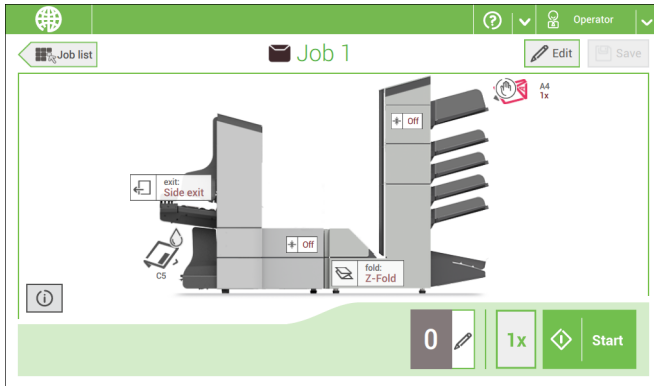 Operator
Job list
Job 1
Edit
Save
A4
1x
Off
exit:
Side exit
Off
C5
fold:
Z-Fold
0
1x
Start